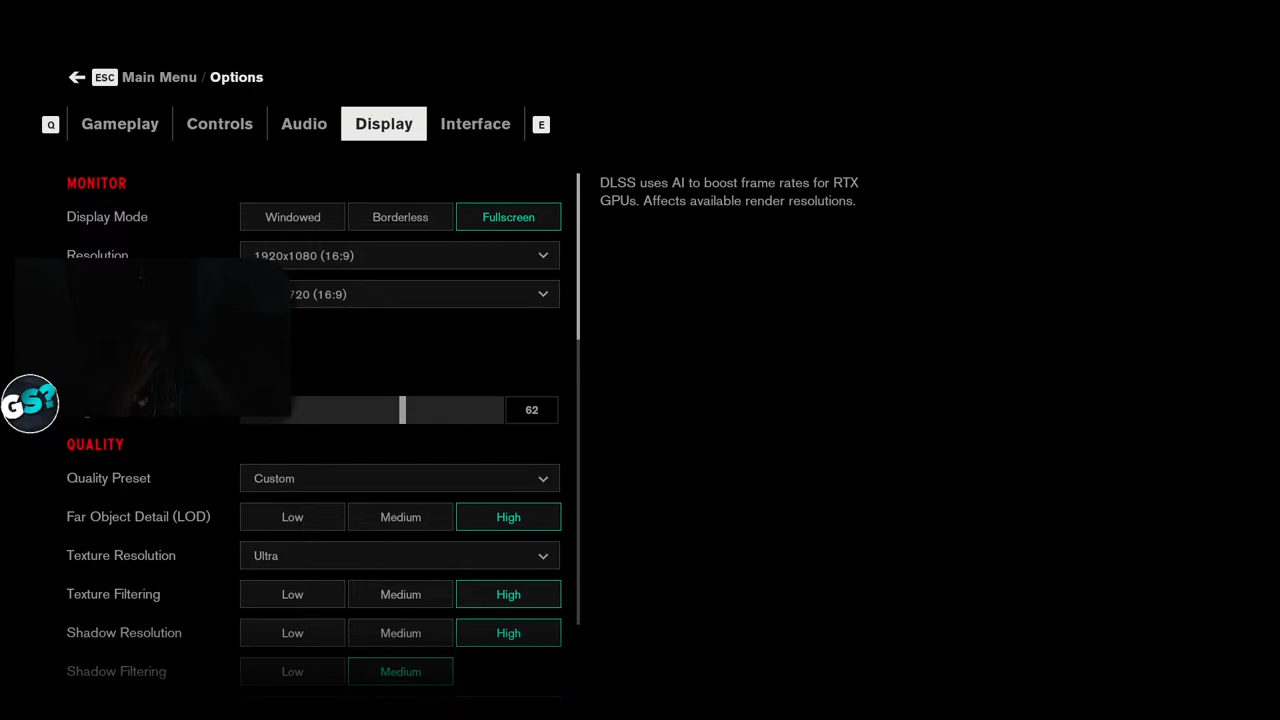 ESC Main Menu / Options
Q Gameplay Controls Audio Display Interface E
MONITOR
Display Mode Windowed Borderless Fullscreen
Resolution 1920x1080 (16:9)
720 (16:9)
62
QUALITY
Quality Preset Custom
Far Object Detail (LOD) Low Medium High
Texture Resolution Ultra
Texture Filtering Low Medium High
Shadow Resolution Low Medium High
Shadow Filtering Low Medium
DLSS uses AI to boost frame rates for RTX
GPUs. Affects available render resolutions.
GS?